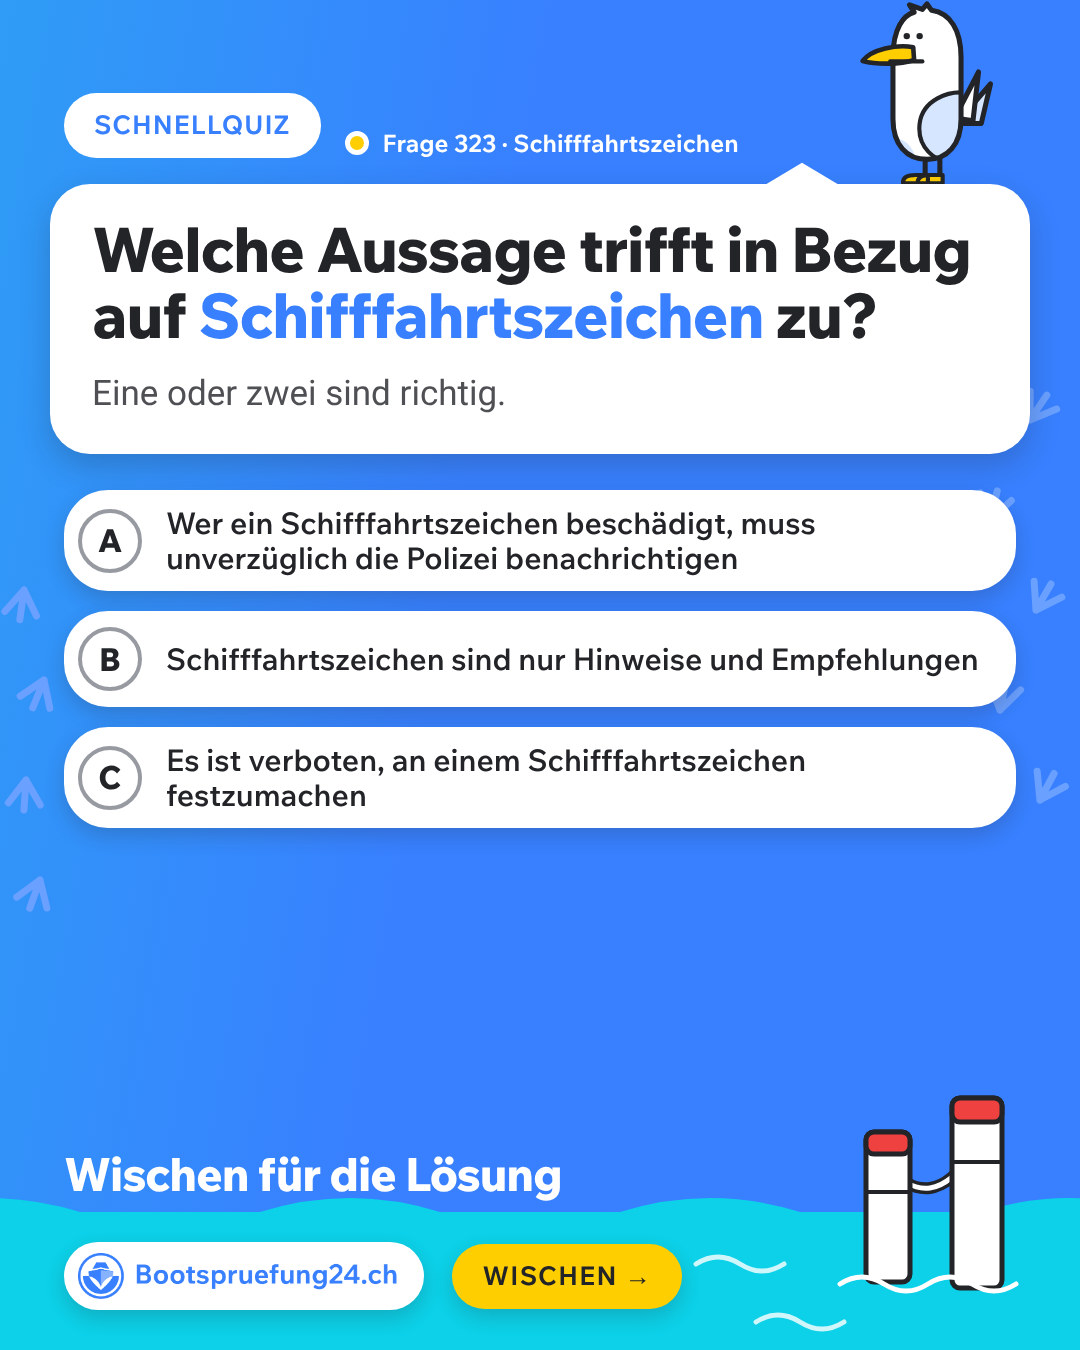 SCHNELLQUIZ
Frage 323 · Schifffahrtszeichen
Welche Aussage trifft in Bezug
auf Schifffahrtszeichen zu?
Eine oder zwei sind richtig.
A
Wer ein Schifffahrtszeichen beschädigt, muss
unverzüglich die Polizei benachrichtigen
B
Schifffahrtszeichen sind nur Hinweise und Empfehlungen
C
Es ist verboten, an einem Schifffahrtszeichen
festzumachen
Wischen für die Lösung
Bootspruefung24.ch
WISCHEN →